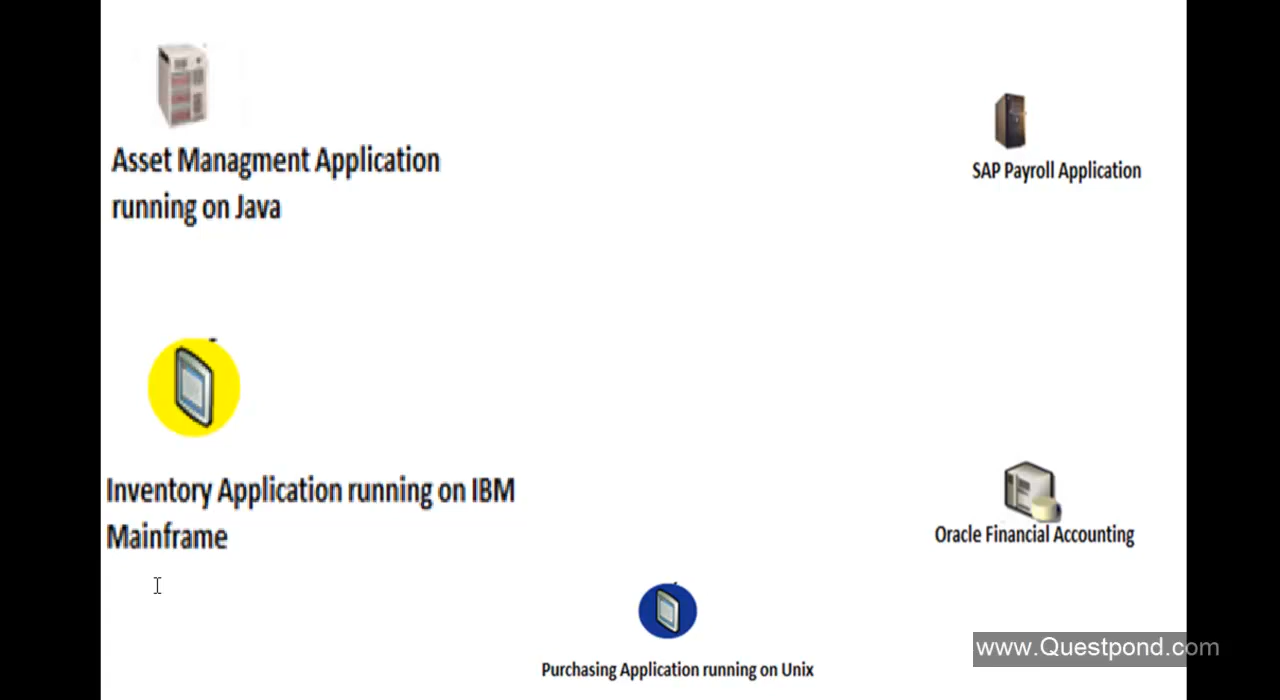 Asset Managment Application
running on Java
SAP Payroll Application
Inventory Application running on IBM
Mainframe
Oracle Financial Accounting
Purchasing Application running on Unix
www.Questpond.com